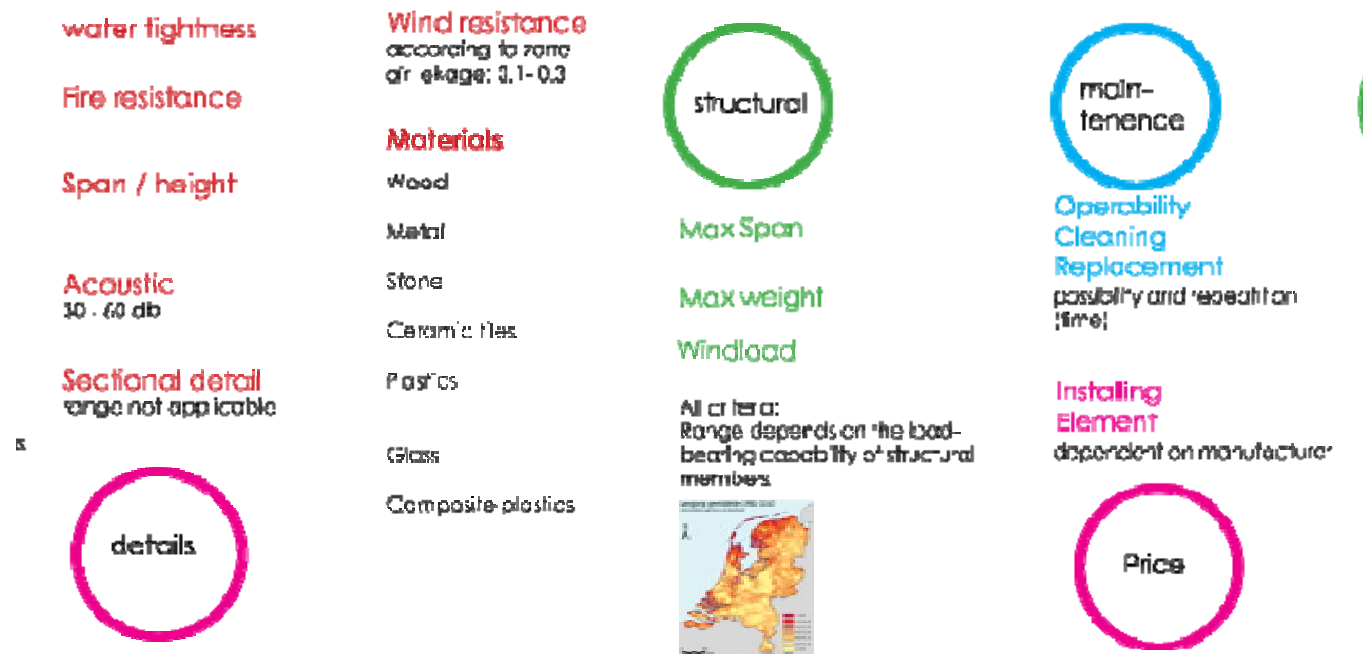 water tightness
Fire resistance
Span / height
Acoustic
30 - 60 db
Sectional detail
range not applicable
s
details
Wind resistance
according to zone
air lekage: 0.1-0.3
Materials
Wood
Metal
Stone
Ceramic tiles
Plastics
Glass
Composite plastics
structural
Max Span
Max weight
Windload
All criteria:
Range depends on the load-
bearing capability of structural
members
main-
tenence
Operability
Cleaning
Replacement
possibility and repeatition
(time)
Installing
Element
dependent on manufacturer
Price